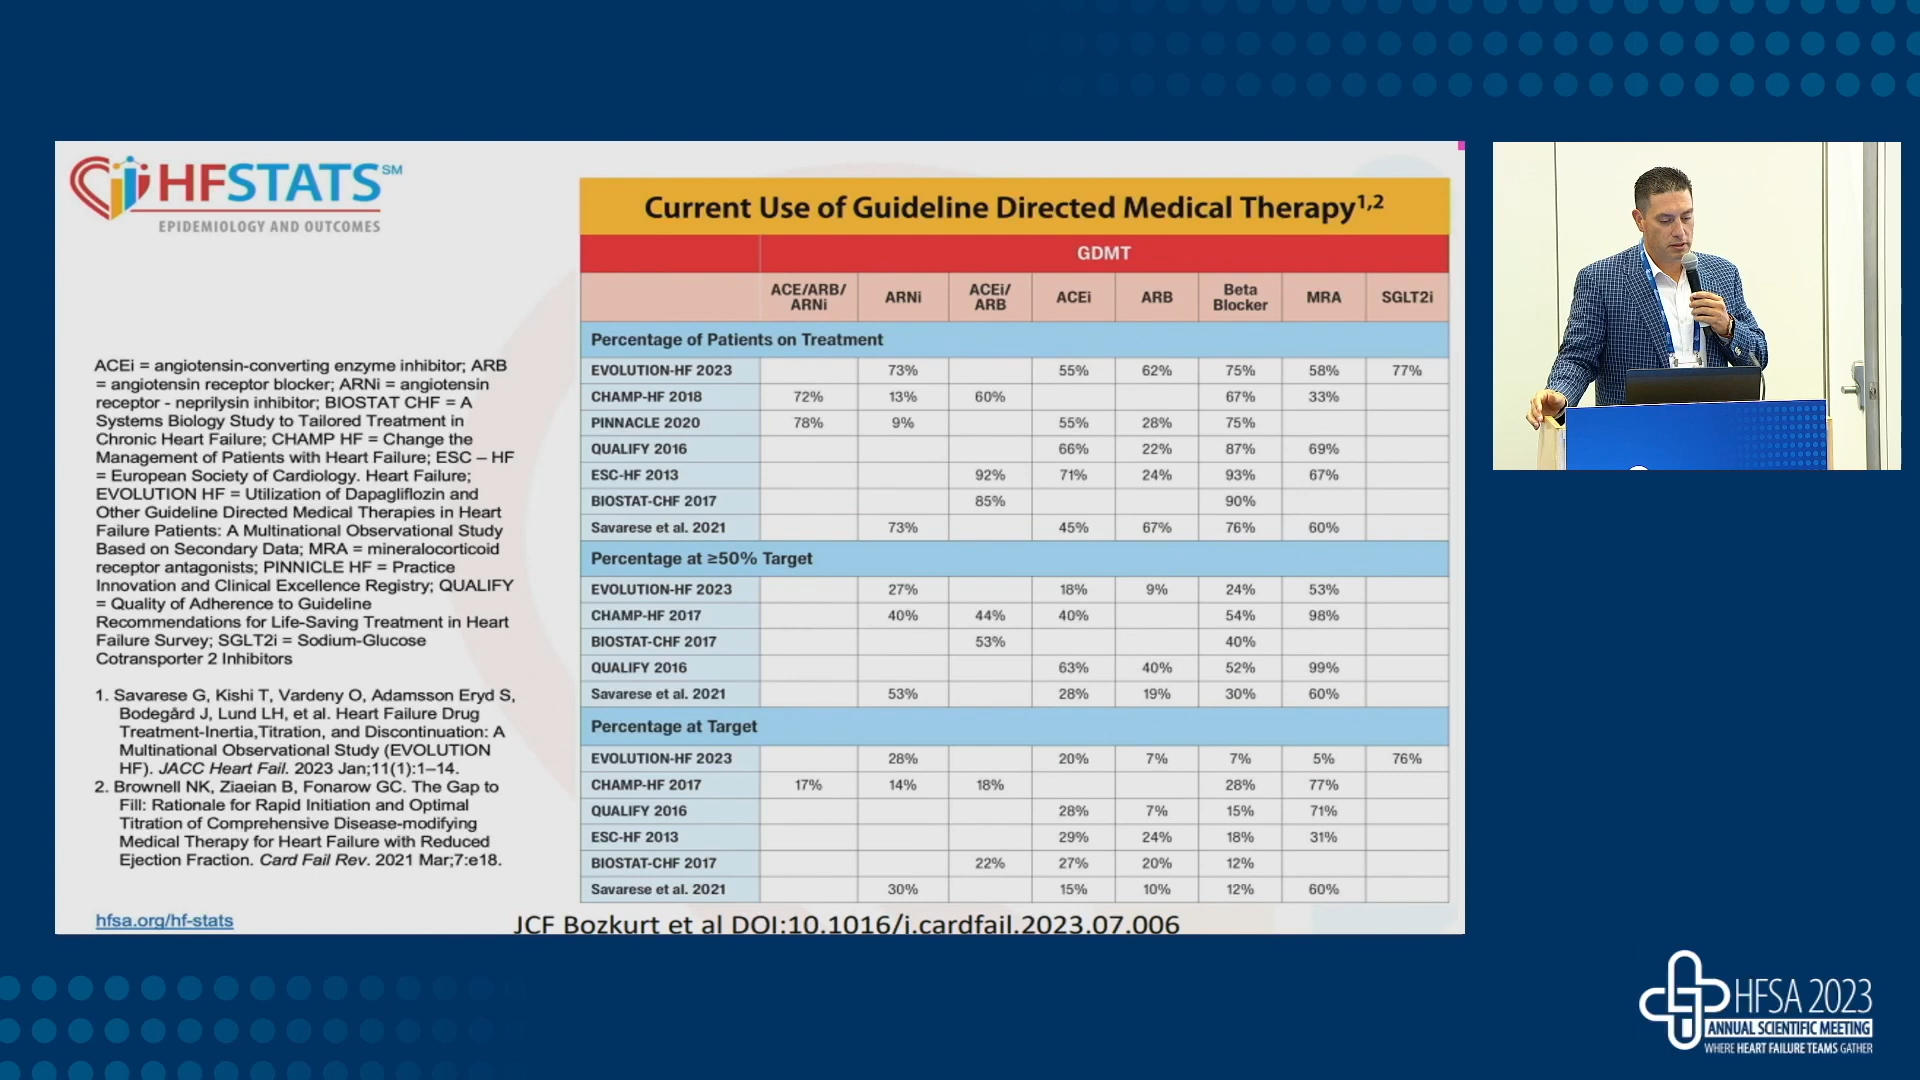 HFSTATS SM
EPIDEMIOLOGY AND OUTCOMES
ACEi = angiotensin-converting enzyme inhibitor; ARB
= angiotensin receptor blocker; ARNi = angiotensin
receptor - neprilysin inhibitor; BIOSTAT CHF = A
Systems Biology Study to Tailored Treatment in
Chronic Heart Failure; CHAMP HF = Change the
Management of Patients with Heart Failure; ESC – HF
= European Society of Cardiology. Heart Failure;
EVOLUTION HF = Utilization of Dapagliflozin and
Other Guideline Directed Medical Therapies in Heart
Failure Patients: A Multinational Observational Study
Based on Secondary Data; MRA = mineralocorticoid
receptor antagonists; PINNICLE HF = Practice
Innovation and Clinical Excellence Registry; QUALIFY
= Quality of Adherence to Guideline
Recommendations for Life-Saving Treatment in Heart
Failure Survey; SGLT2i = Sodium-Glucose
Cotransporter 2 Inhibitors
1. Savarese G, Kishi T, Vardeny O, Adamsson Eryd S,
Bodegård J, Lund LH, et al. Heart Failure Drug
Treatment-Inertia,Titration, and Discontinuation: A
Multinational Observational Study (EVOLUTION
HF). JACC Heart Fail. 2023 Jan;11(1):1–14.
2. Brownell NK, Ziaeian B, Fonarow GC. The Gap to
Fill: Rationale for Rapid Initiation and Optimal
Titration of Comprehensive Disease-modifying
Medical Therapy for Heart Failure with Reduced
Ejection Fraction. Card Fail Rev. 2021 Mar;7:e18.
hfsa.org/hf-stats
Current Use of Guideline Directed Medical Therapy1,2
GDMT
ACE/ARB/ARNi ARNi ACEi/ARB ACEi ARB Beta Blocker MRA SGLT2i
Percentage of Patients on Treatment
EVOLUTION-HF 2023 73% 55% 62% 75% 58% 77%
CHAMP-HF 2018 72% 13% 60% 67% 33%
PINNACLE 2020 78% 9% 55% 28% 75%
QUALIFY 2016 66% 22% 87% 69%
ESC-HF 2013 92% 71% 24% 93% 67%
BIOSTAT-CHF 2017 85% 90%
Savarese et al. 2021 73% 45% 67% 76% 60%
Percentage at ≥50% Target
EVOLUTION-HF 2023 27% 18% 9% 24% 53%
CHAMP-HF 2017 40% 44% 40% 54% 98%
BIOSTAT-CHF 2017 53% 40%
QUALIFY 2016 63% 40% 52% 99%
Savarese et al. 2021 53% 28% 19% 30% 60%
Percentage at Target
EVOLUTION-HF 2023 28% 20% 7% 7% 5% 76%
CHAMP-HF 2017 17% 14% 18% 28% 77%
QUALIFY 2016 28% 7% 15% 71%
ESC-HF 2013 29% 24% 18% 31%
BIOSTAT-CHF 2017 22% 27% 20% 12%
Savarese et al. 2021 30% 15% 10% 12% 60%
JCF Bozkurt et al DOI:10.1016/j.cardfail.2023.07.006
HFSA 2023
ANNUAL SCIENTIFIC MEETING
WHERE HEART FAILURE TEAMS GATHER